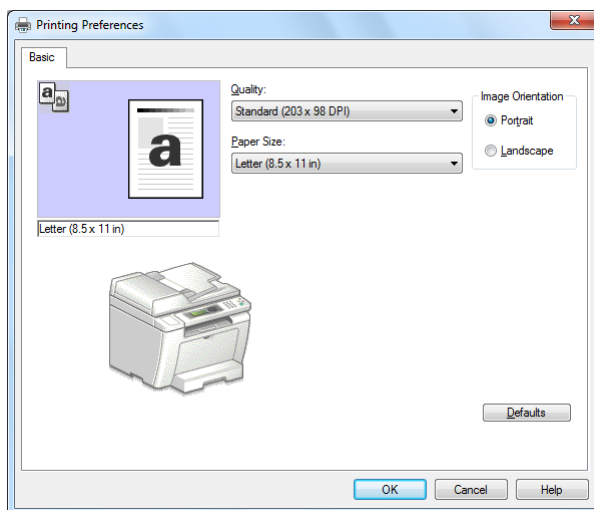 Printing Preferences
Basic
Quality:
Standard (203 x 98 DPI)
Paper Size:
Letter (8.5 x 11 in)
Image Orientation
Portrait
Landscape
a
a
a
Letter (8.5 x 11 in)
Defaults
OK
Cancel
Help